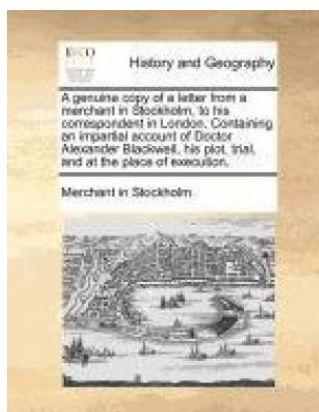 ECCO
History and Geography
A genuine copy of a letter from a
merchant in Stockholm, to his
correspondent in London. Containing
an impartial account of Doctor
Alexander Blackwell, his plot, trial,
and at the place of execution.
Merchant in Stockholm